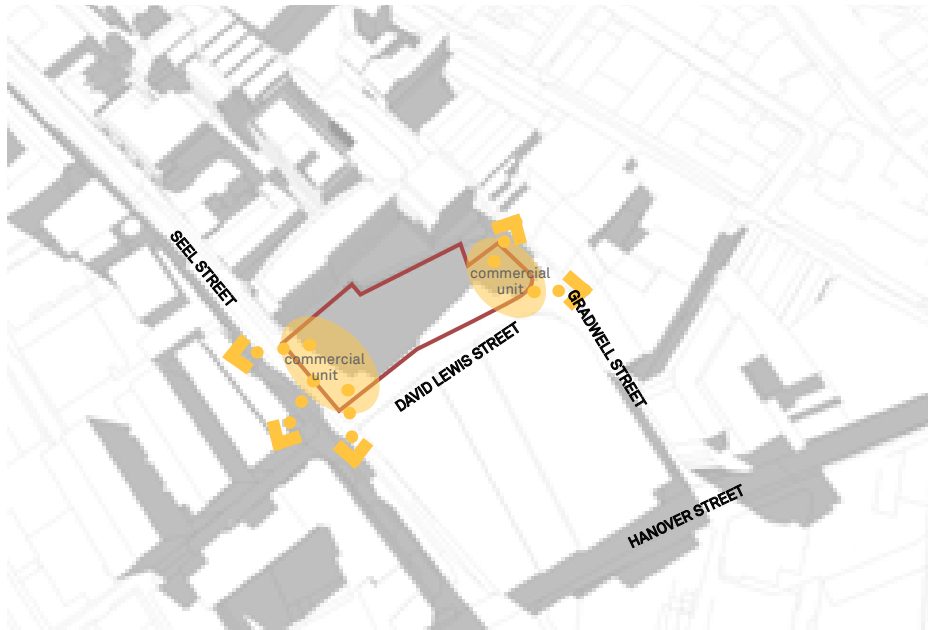 SEEL STREET
commercial
unit
commercial
unit
DAVID LEWIS STREET
GRADWELL STREET
HANOVER STREET